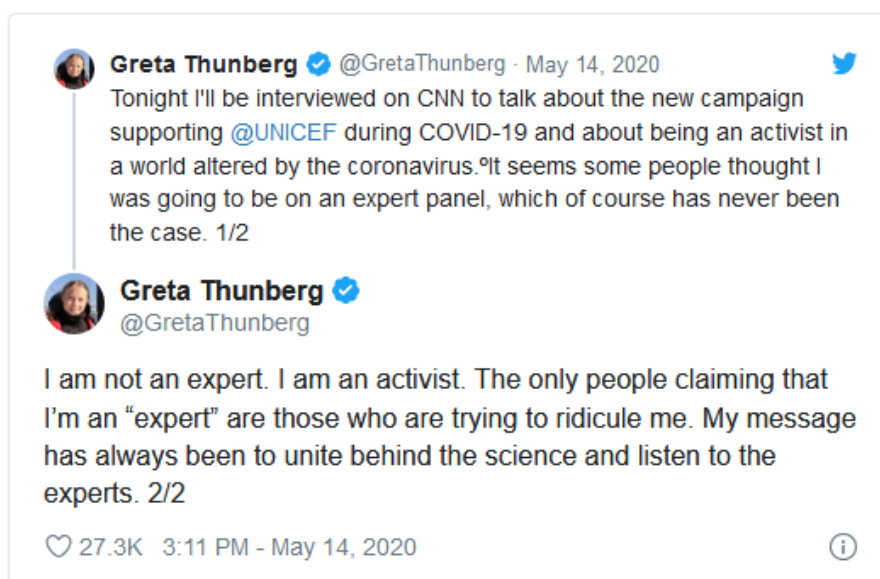 Greta Thunberg @GretaThunberg · May 14, 2020
Tonight I'll be interviewed on CNN to talk about the new campaign
supporting @UNICEF during COVID-19 and about being an activist in
a world altered by the coronavirus.ºIt seems some people thought I
was going to be on an expert panel, which of course has never been
the case. 1/2
Greta Thunberg
@GretaThunberg
I am not an expert. I am an activist. The only people claiming that
I'm an “expert” are those who are trying to ridicule me. My message
has always been to unite behind the science and listen to the
experts. 2/2
27.3K 3:11 PM - May 14, 2020